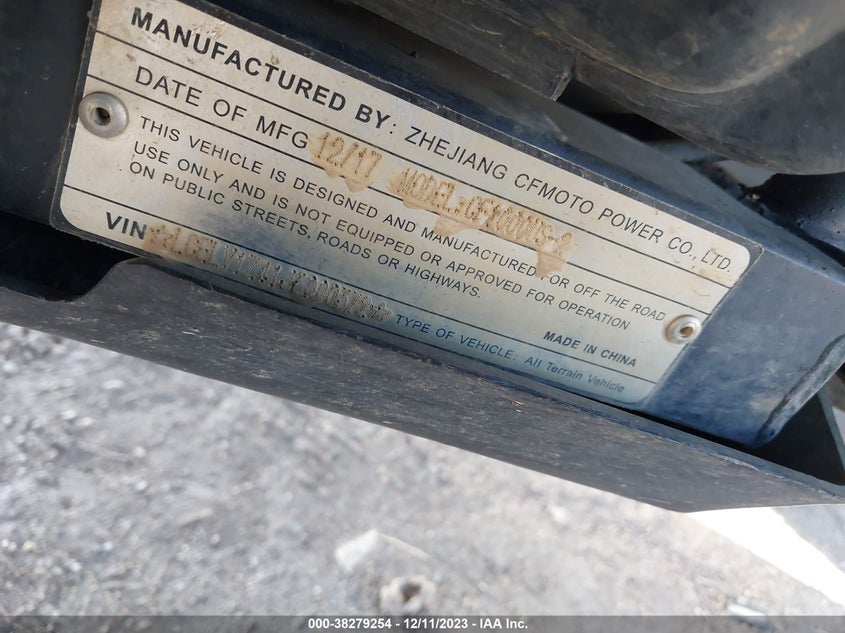 MANUFACTURED BY: ZHEJIANG CFMOTO POWER CO., LTD.
DATE OF MFG 12/17 MODEL:
THIS VEHICLE IS DESIGNED AND MANUFACTURED FOR OFF THE ROAD
USE ONLY AND IS NOT EQUIPPED OR APPROVED FOR OPERATION
ON PUBLIC STREETS, ROADS OR HIGHWAYS.
MADE IN CHINA
VIN
TYPE OF VEHICLE: All Terrain Vehicle
000-38279254 - 12/11/2023 - IAA Inc.